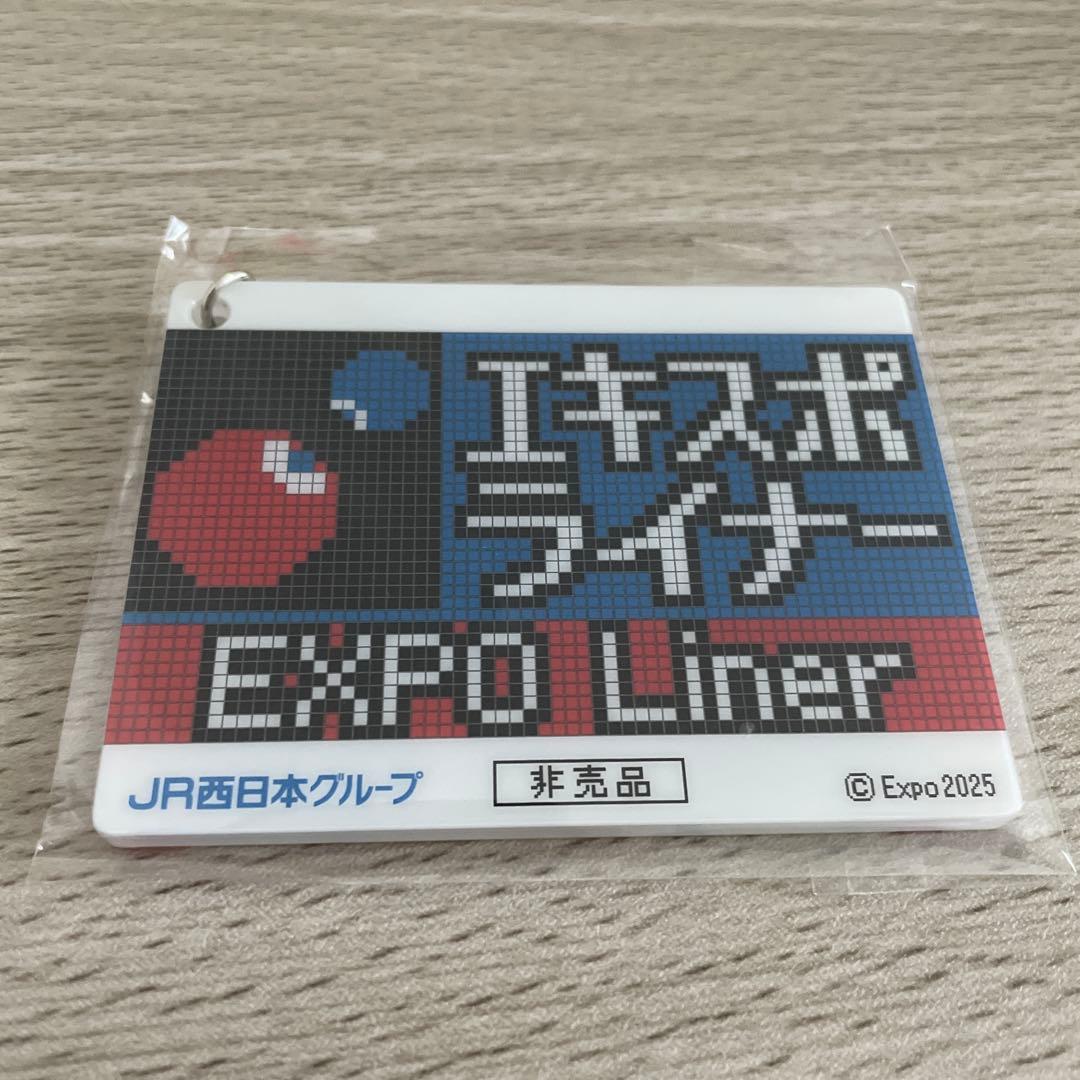 エキスポ
ライナー
EXPO Liner
JR西日本グループ
非売品
© Expo 2025